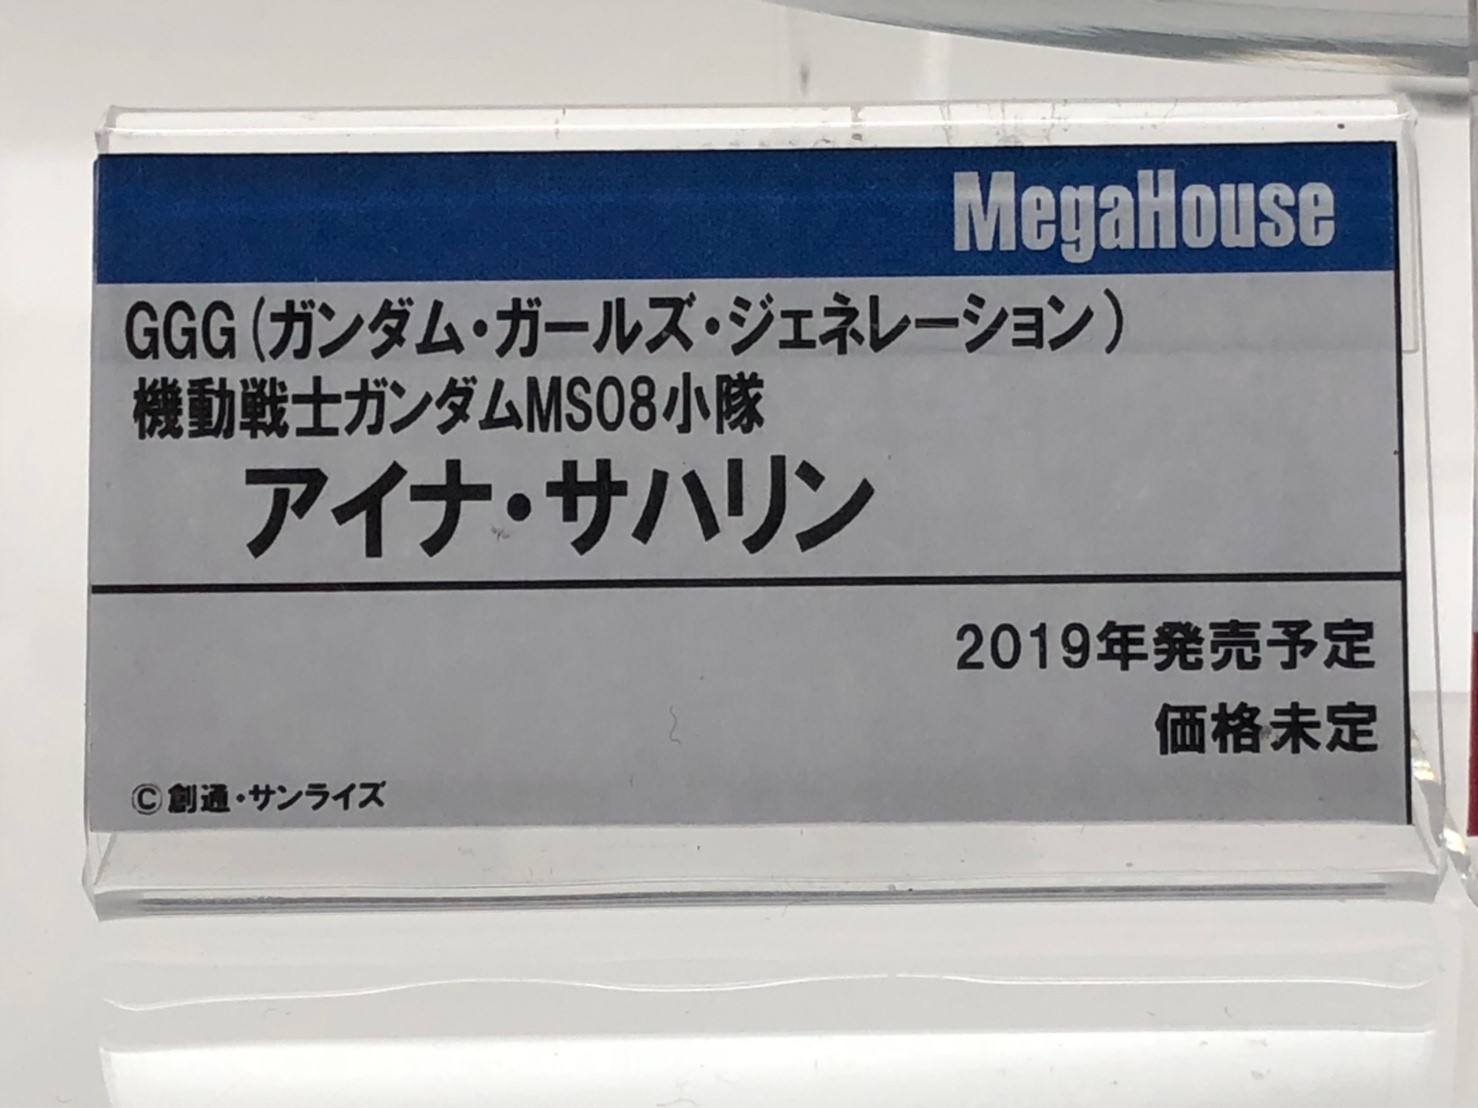 MegaHouse
GGG(ガンダム・ガールズ・ジェネレーション)
機動戦士ガンダムMS08小隊
アイナ・サハリン
2019年発売予定
価格未定
©創通・サンライズ